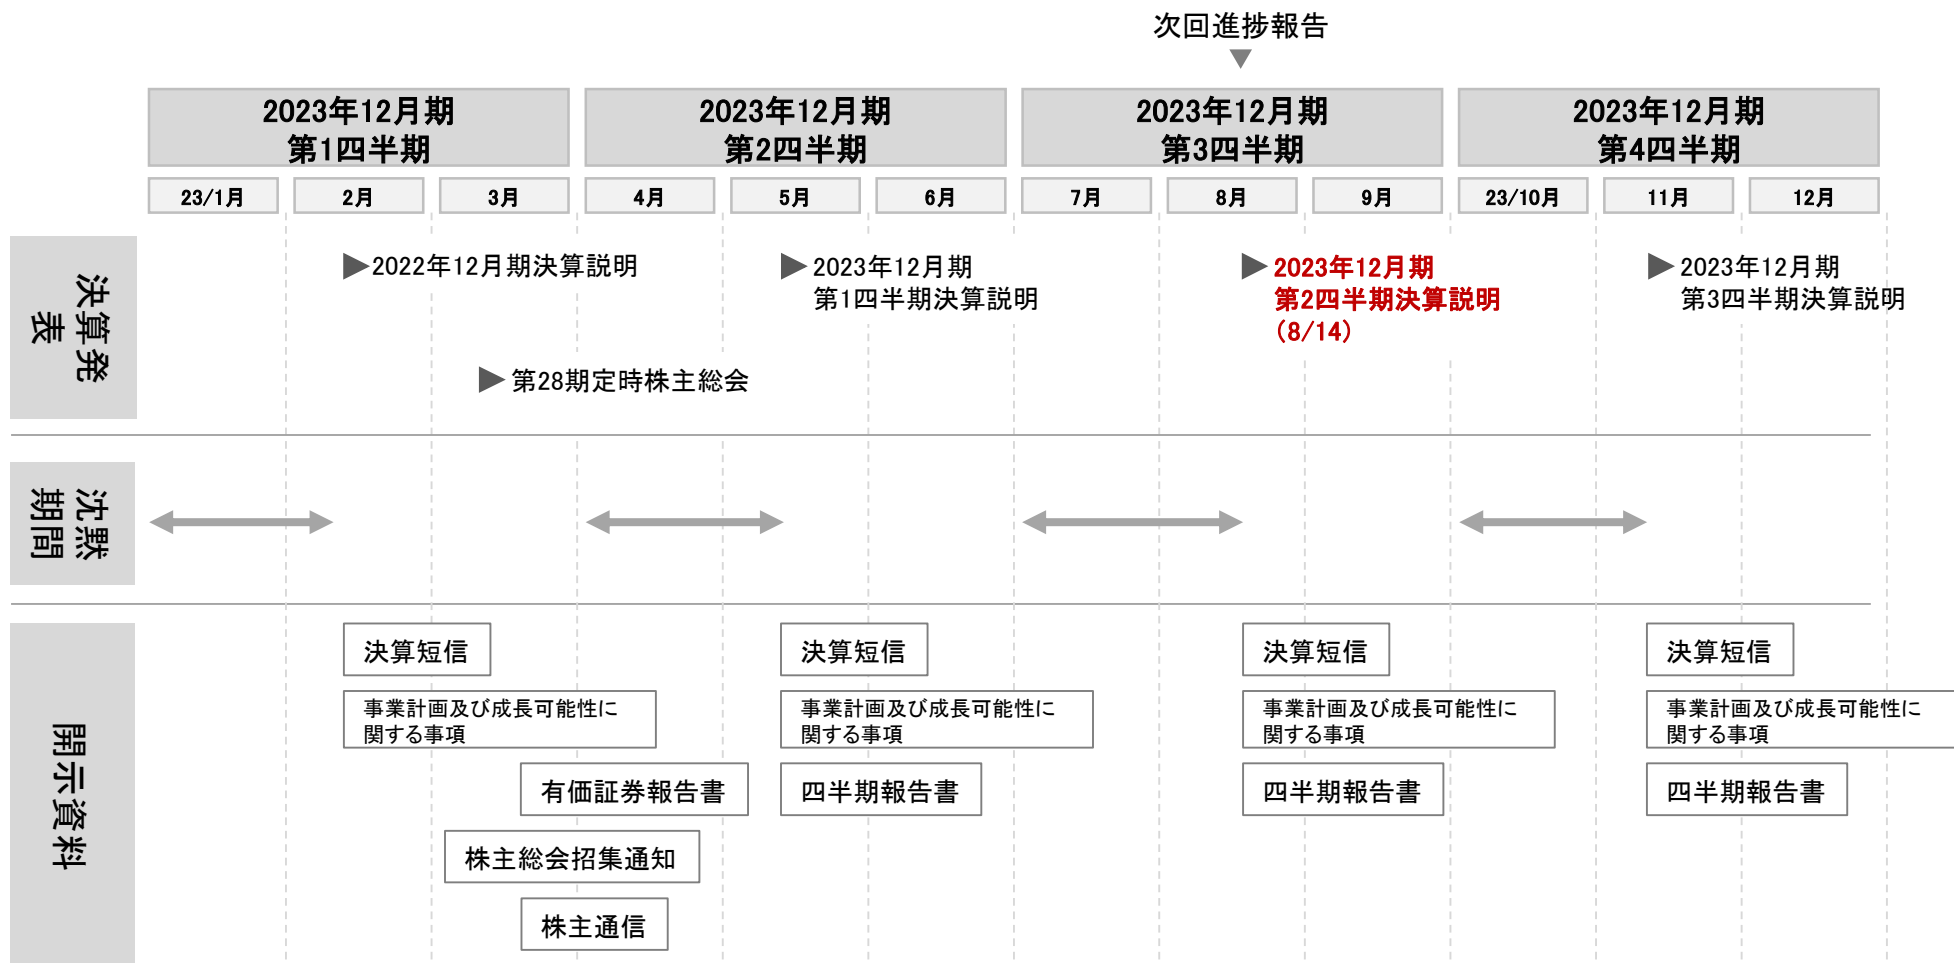 次回進捗報告
2023年12月期
第1四半期
2023年12月期
第2四半期
2023年12月期
第3四半期
2023年12月期
第4四半期
23/1月
2月
3月
4月
5月
6月
7月
8月
9月
23/10月
11月
12月
決算発
表
2022年12月期決算説明
2023年12月期
第1四半期決算説明
2023年12月期
第2四半期決算説明
(8/14)
2023年12月期
第3四半期決算説明
第28期定時株主総会
沈黙
期間
開示資料
決算短信
事業計画及び成長可能性に
関する事項
有価証券報告書
株主総会招集通知
株主通信
決算短信
事業計画及び成長可能性に
関する事項
四半期報告書
決算短信
事業計画及び成長可能性に
関する事項
四半期報告書
決算短信
事業計画及び成長可能性に
関する事項
四半期報告書